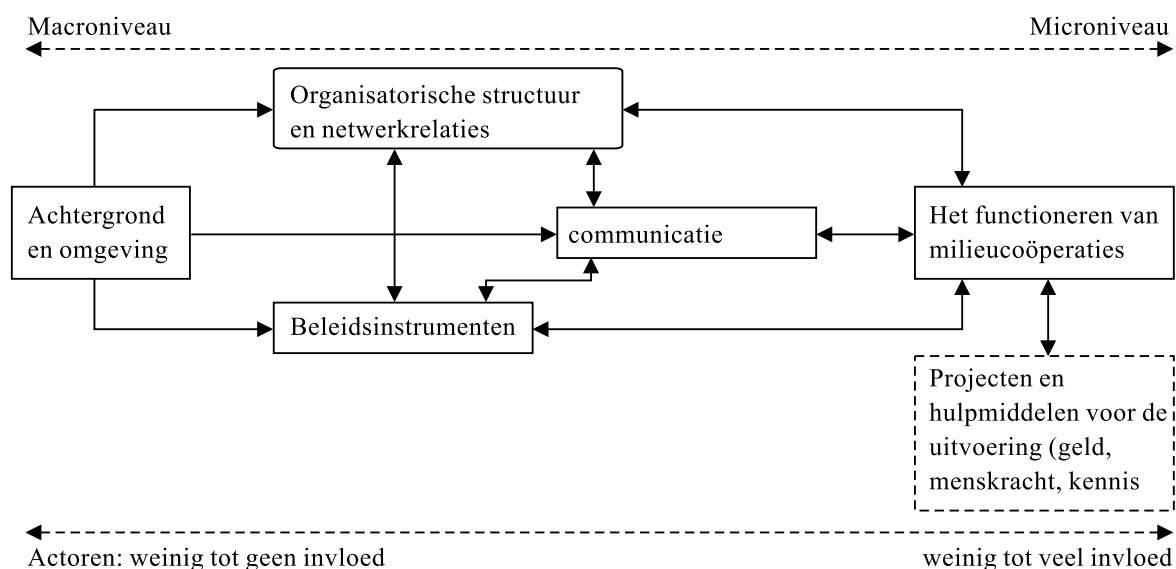 Macroniveau
Microniveau
Organisatorische structuur
en netwerkrelaties
Achtergrond
en omgeving
communicatie
Het functioneren van
milieucoöperaties
Beleidsinstrumenten
Projecten en
hulpmiddelen voor de
uitvoering (geld,
menskracht, kennis
Actoren: weinig tot geen invloed
weinig tot veel invloed